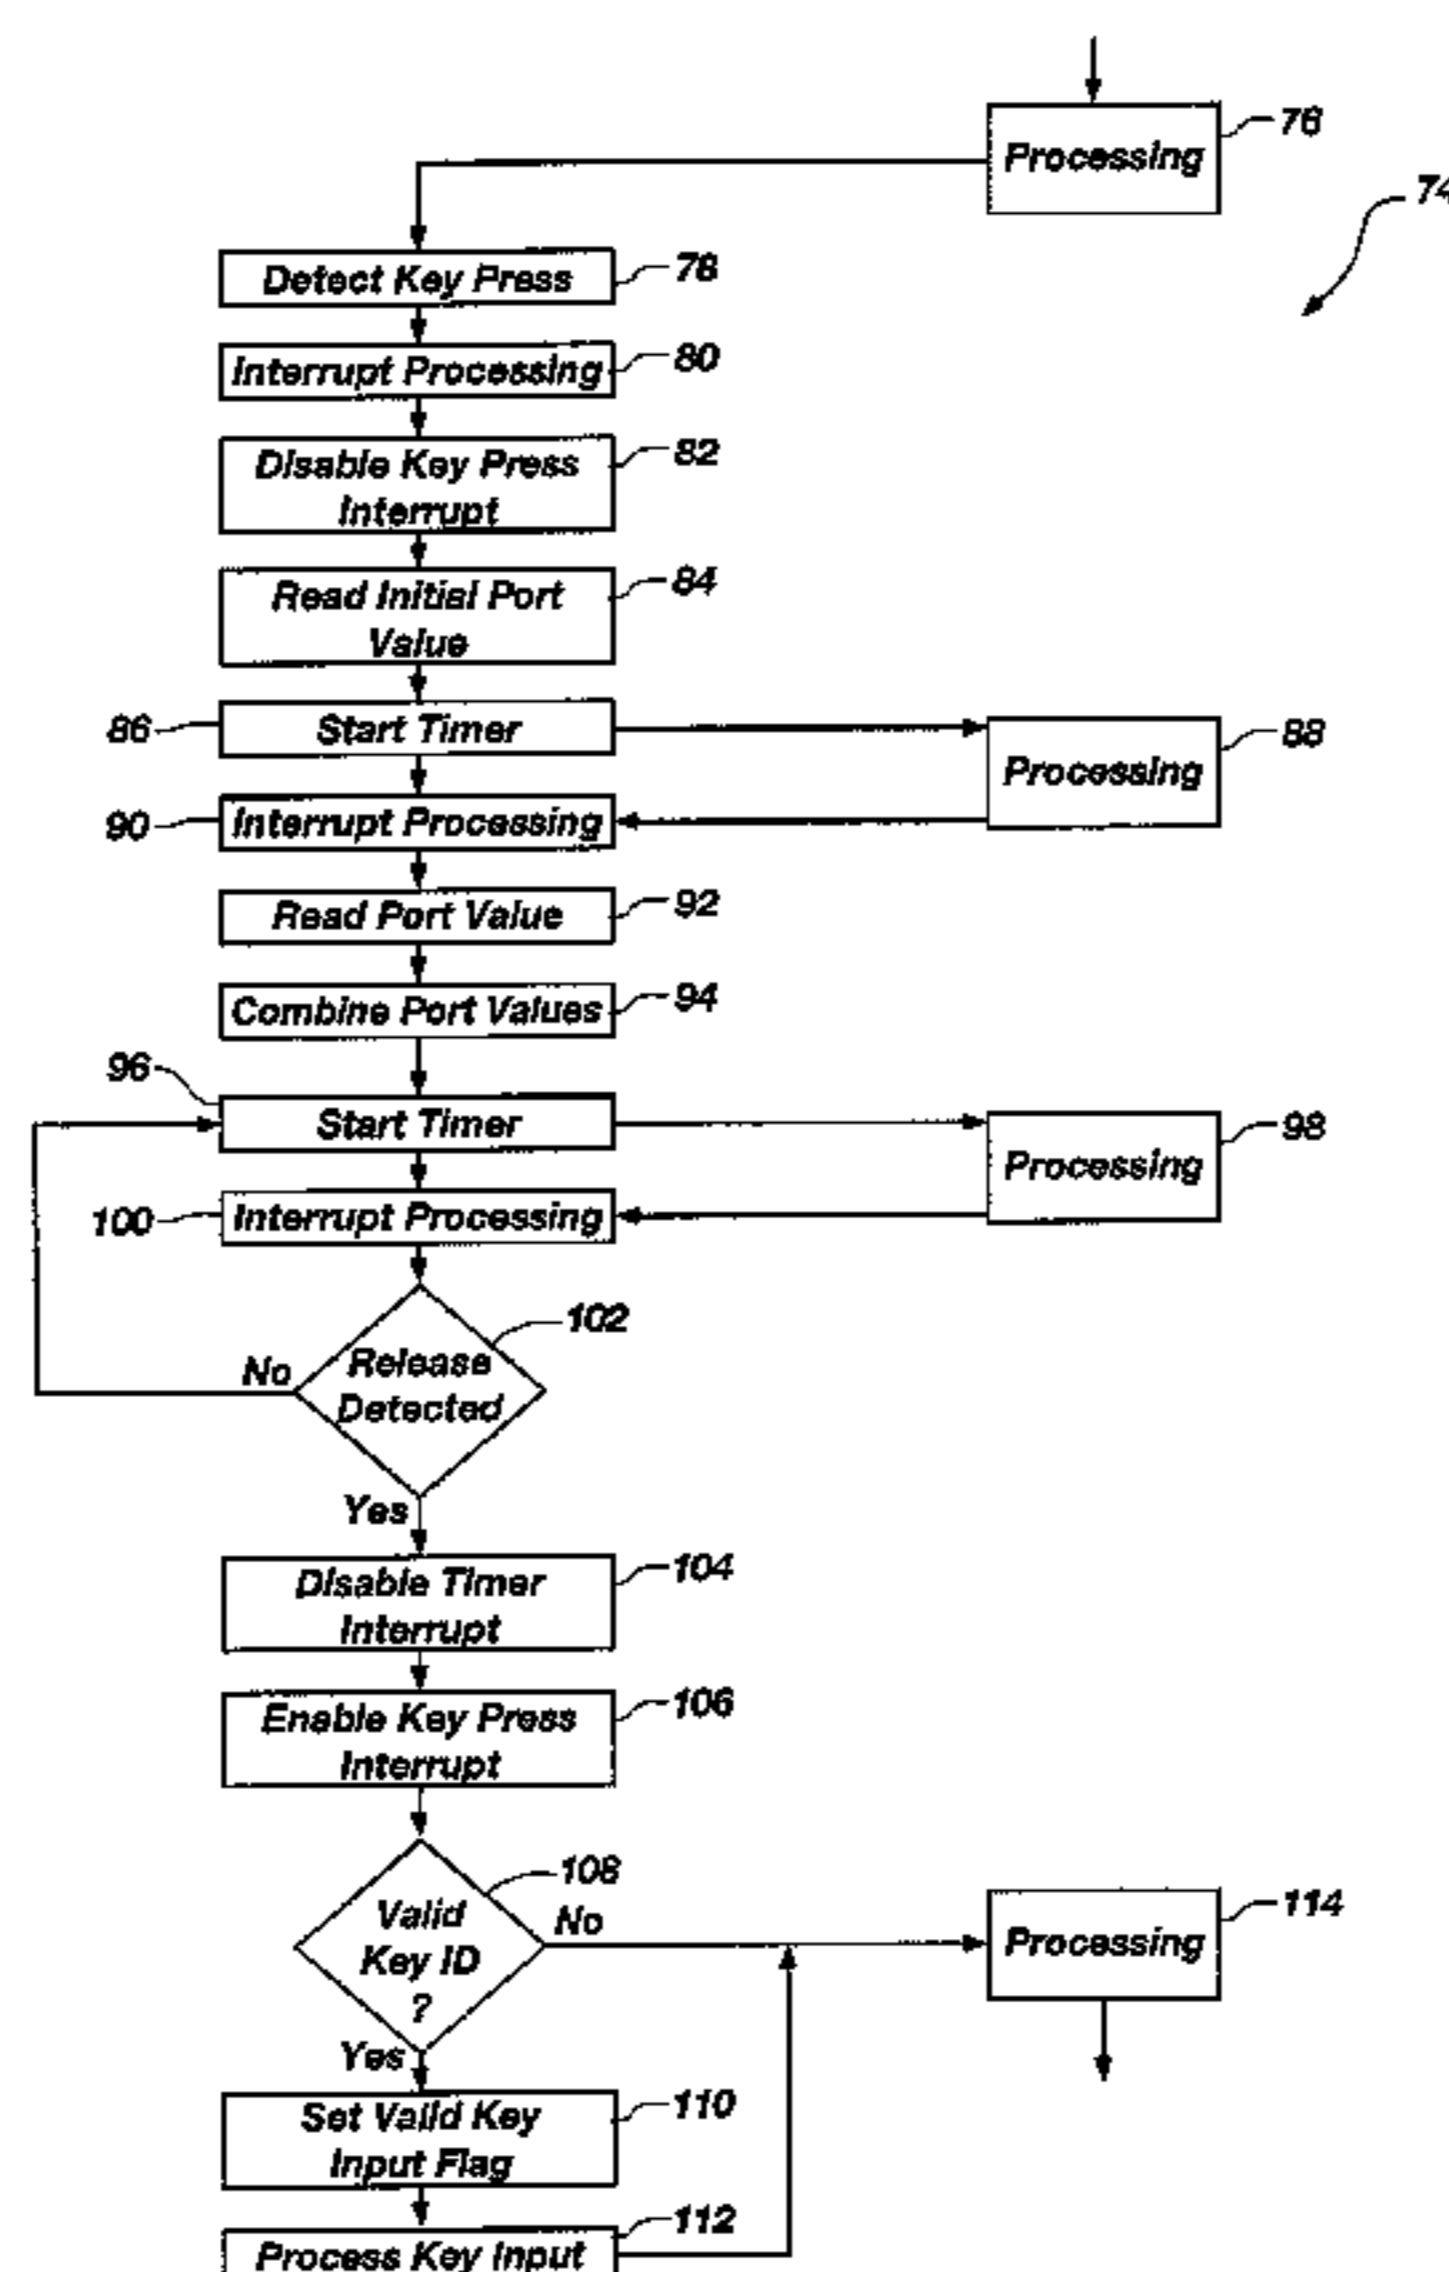 Processing
76
74
Detect Key Press
78
Interrupt Processing
80
Disable Key Press
Interrupt
82
Read Initial Port
Value
84
86
Start Timer
Processing
88
90
Interrupt Processing
Read Port Value
92
Combine Port Values
94
96
Start Timer
Processing
98
100
Interrupt Processing
102
Release
Detected
No
Yes
Disable Timer
Interrupt
104
Enable Key Press
Interrupt
106
108
Valid
Key ID
?
No
Processing
114
Yes
Set Valid Key
Input Flag
110
Process Key Input
112